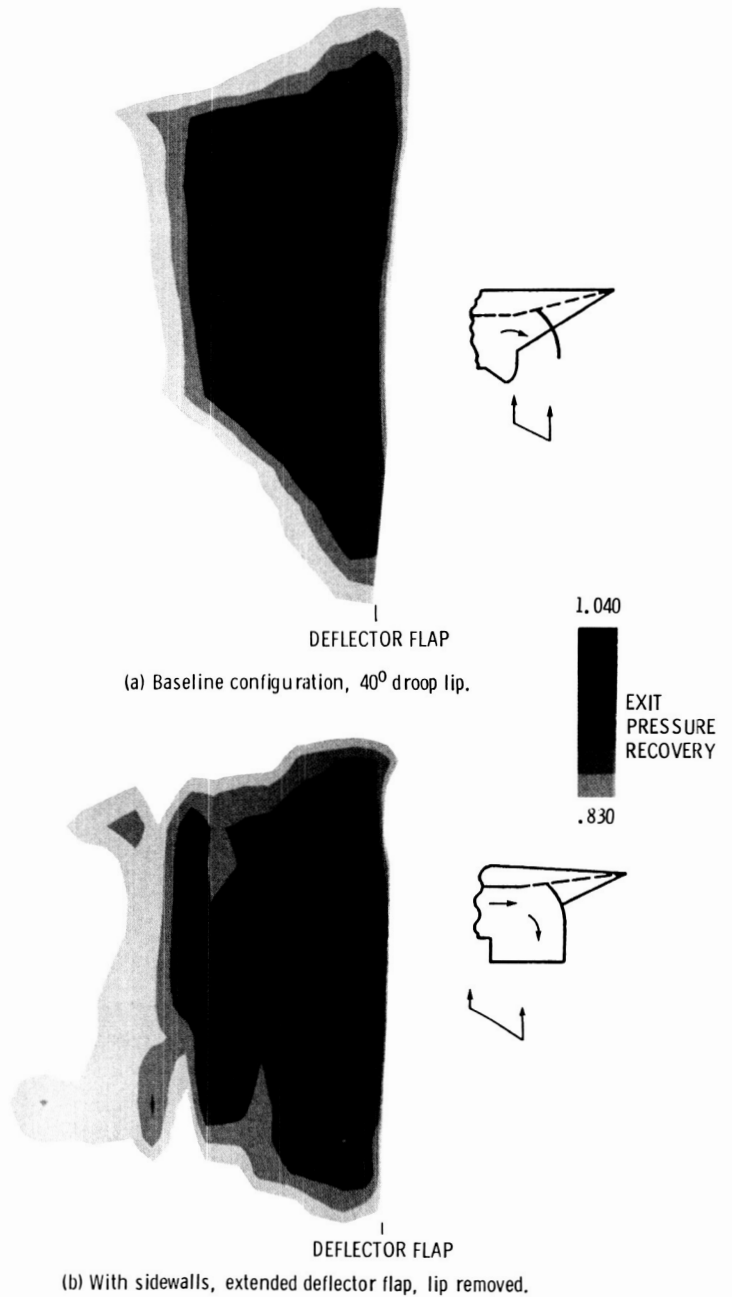 DEFLECTOR FLAP
(a) Baseline configuration, 40⁰ droop lip.
1.040
EXIT
PRESSURE
RECOVERY
.830
DEFLECTOR FLAP
(b) With sidewalls, extended deflector flap, lip removed.